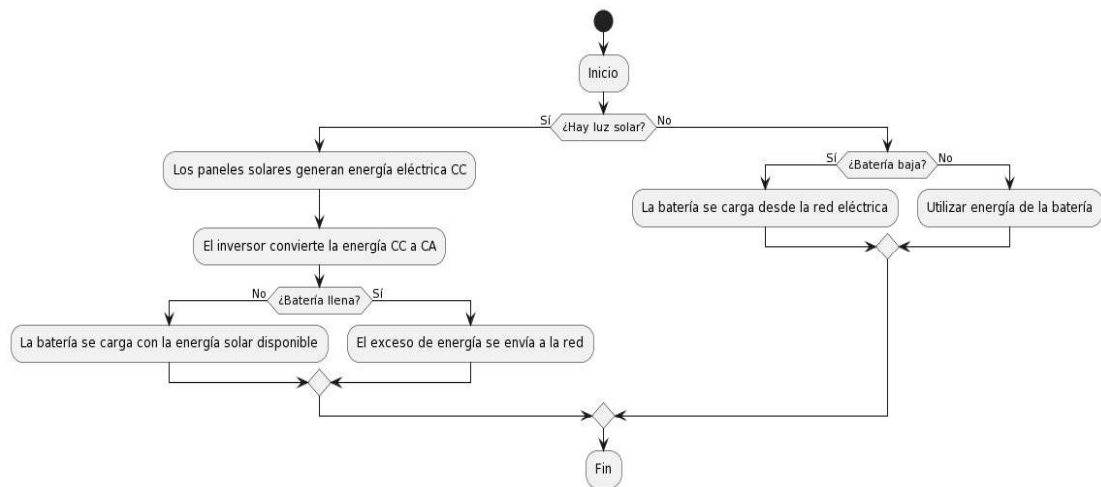 Inicio
Sí
¿Hay luz solar?
No
Los paneles solares generan energía eléctrica CC
Sí
¿Batería baja?
No
La batería se carga desde la red eléctrica
Utilizar energía de la batería
El inversor convierte la energía CC a CA
No
¿Batería llena?
Sí
La batería se carga con la energía solar disponible
El exceso de energía se envía a la red
Fin